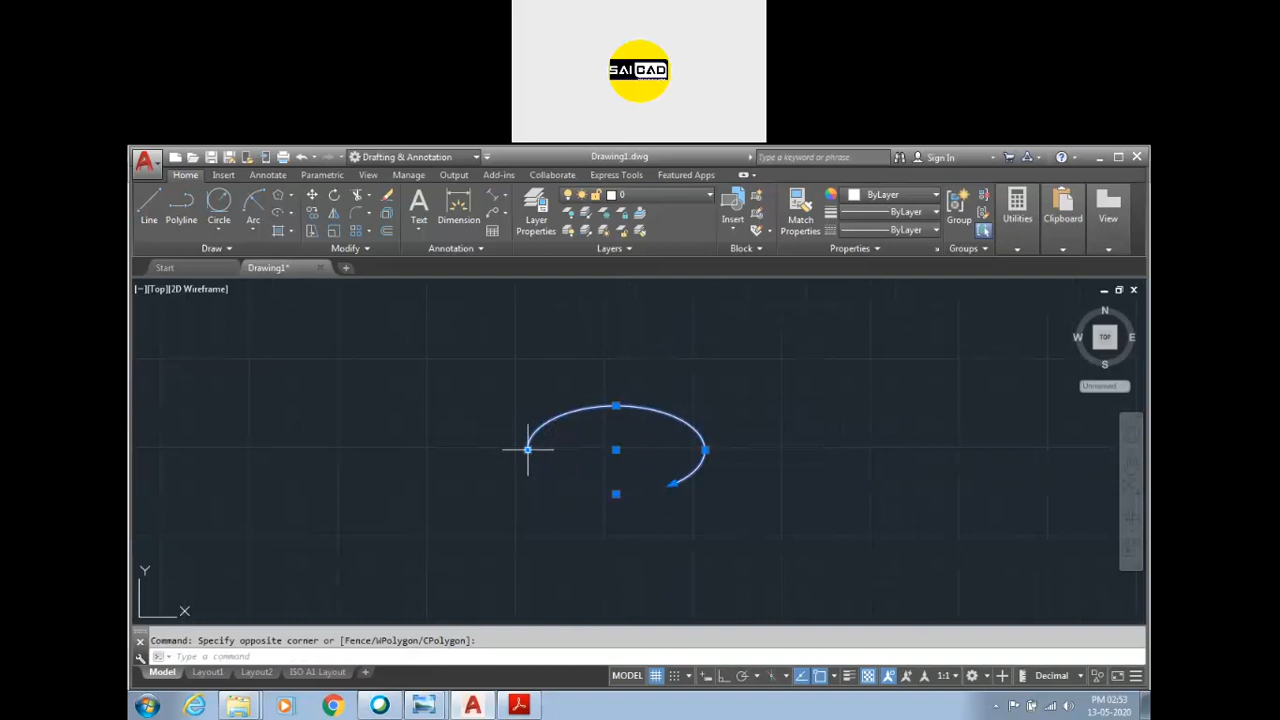 SAI CAD
Drafting & Annotation
Drawing1.dwg
Type a keyword or phrase
Sign In
Home Insert Annotate Parametric View Manage Output Add-ins Collaborate Express Tools Featured Apps
Line Polyline Circle Arc
Text Dimension
Layer Properties
0
Insert
Match Properties
ByLayer
ByLayer
ByLayer
Group
Utilities
Clipboard
View
Draw Modify Annotation Layers Block Properties Groups
Start Drawing1*
[−][Top][2D Wireframe]
N
W TOP E
S
Unnamed
Y
X
Command: Specify opposite corner or [Fence/WPolygon/CPolygon]:
Type a command
Model Layout1 Layout2 ISO A1 Layout
MODEL 1:1 Decimal
PM 02:53
13-05-2020